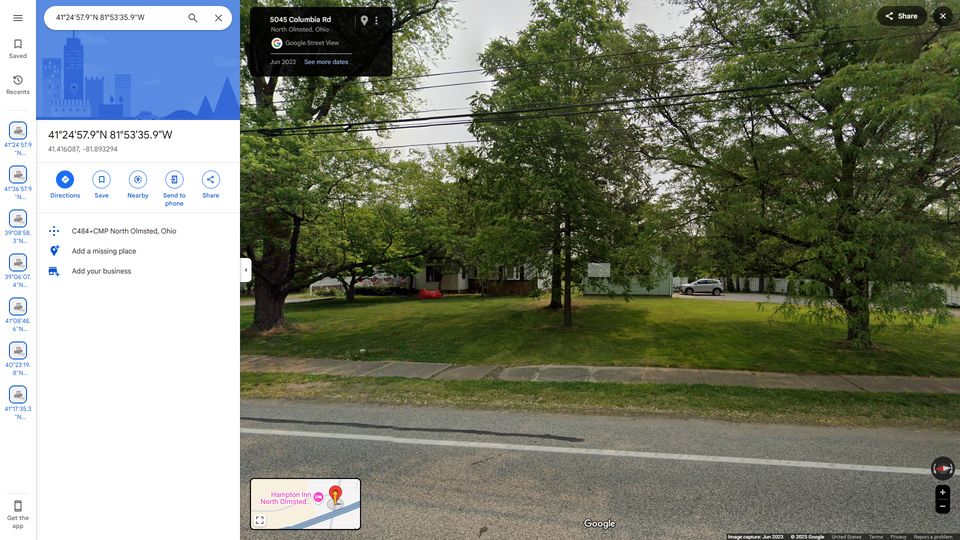 41°24'57.9"N 81°53'35.9"W
Saved
Recents
41°24'57.9
"N...
41°36'57.9
"N...
39°08'58.
3"N...
39°06'07.
4"N...
41°08'48.
6"N...
40°23'19.
8"N...
41°17'35.3
"N...
Get the
app
41°24'57.9"N 81°53'35.9"W
41.416087, -81.893294
Directions
Save
Nearby
Send to
phone
Share
C484+CMP North Olmsted, Ohio
Add a missing place
Add your business
5045 Columbia Rd
North Olmsted, Ohio
Google Street View
Jun 2023 See more dates
Share
Hampton Inn
North Olmsted...
Google
Image capture: Jun 2023 © 2025 Google United States Terms Privacy Report a problem